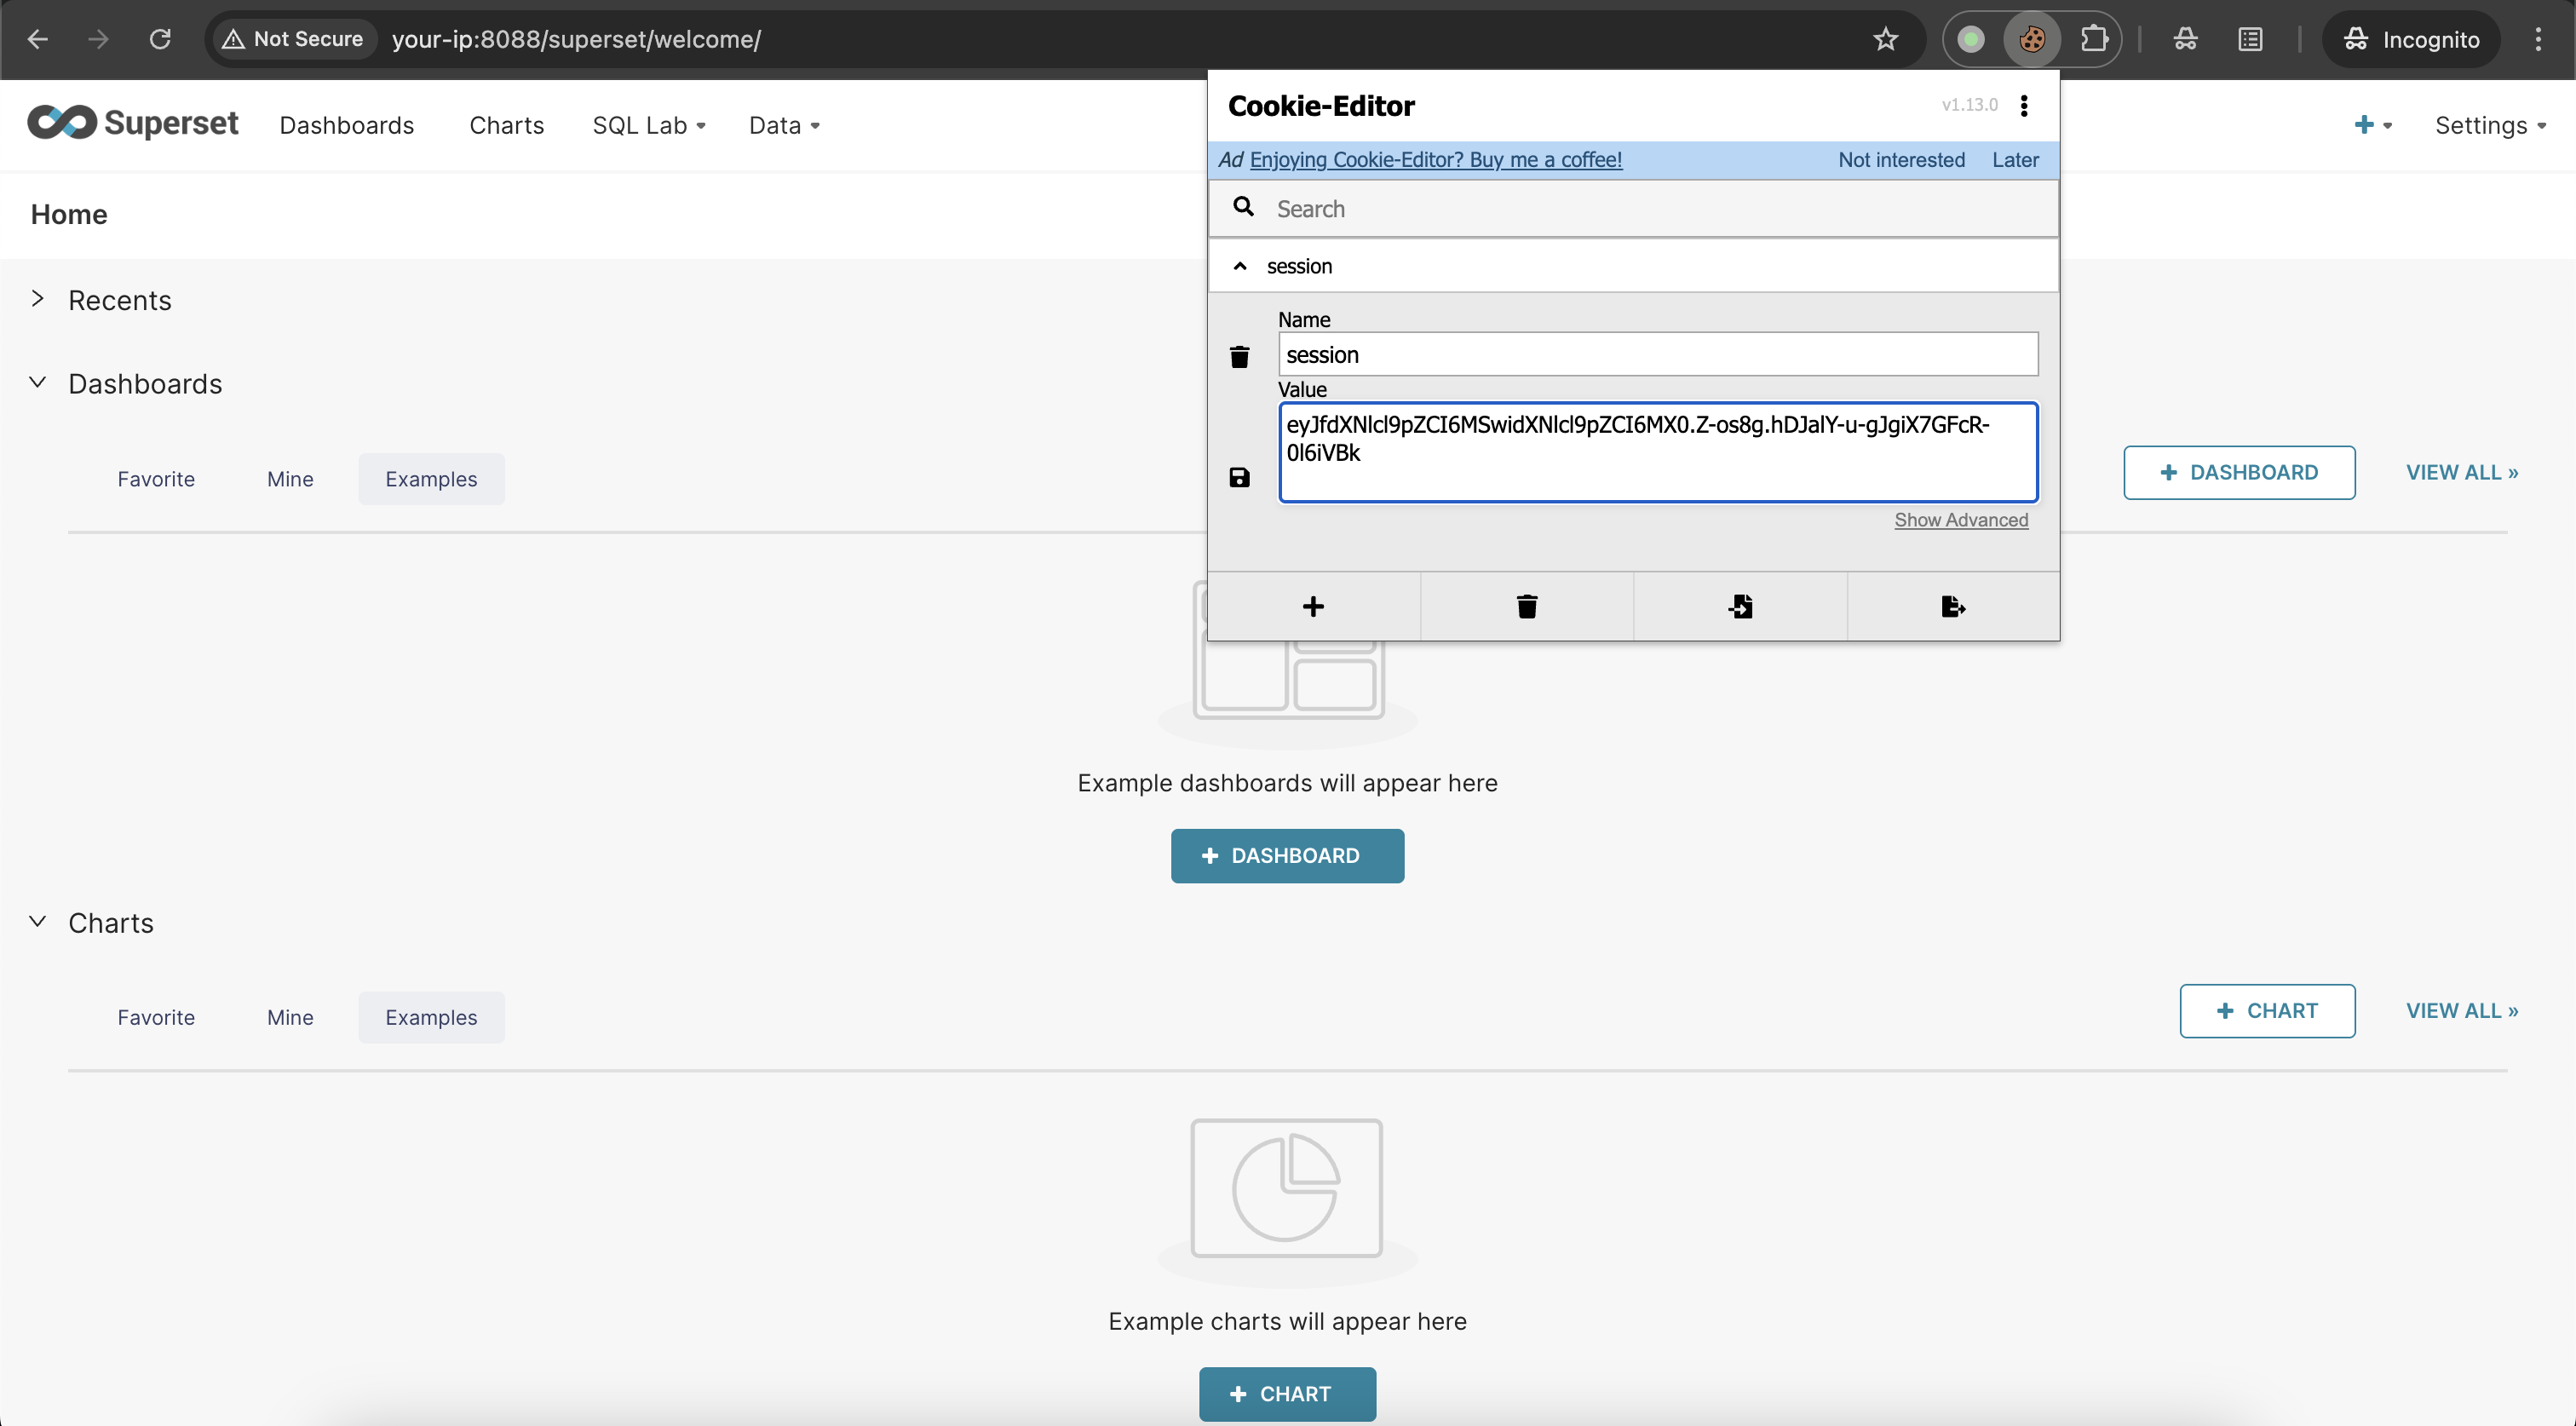 Not Secure your-ip:8088/superset/welcome/ Incognito
Superset Dashboards Charts SQL Lab Data Settings
Cookie-Editor v1.13.0
Ad Enjoying Cookie-Editor? Buy me a coffee! Not interested Later
Search
session
Name
session
Value
eyJfdXNlcl9pZCI6MSwidXNlcl9pZCI6MX0.Z-os8g.hDJalY-u-gJgiX7GFcR-
0l6iVBk
Show Advanced
Home
Recents
Dashboards
Favorite Mine Examples + DASHBOARD VIEW ALL »
Example dashboards will appear here
+ DASHBOARD
Charts
Favorite Mine Examples + CHART VIEW ALL »
Example charts will appear here
+ CHART